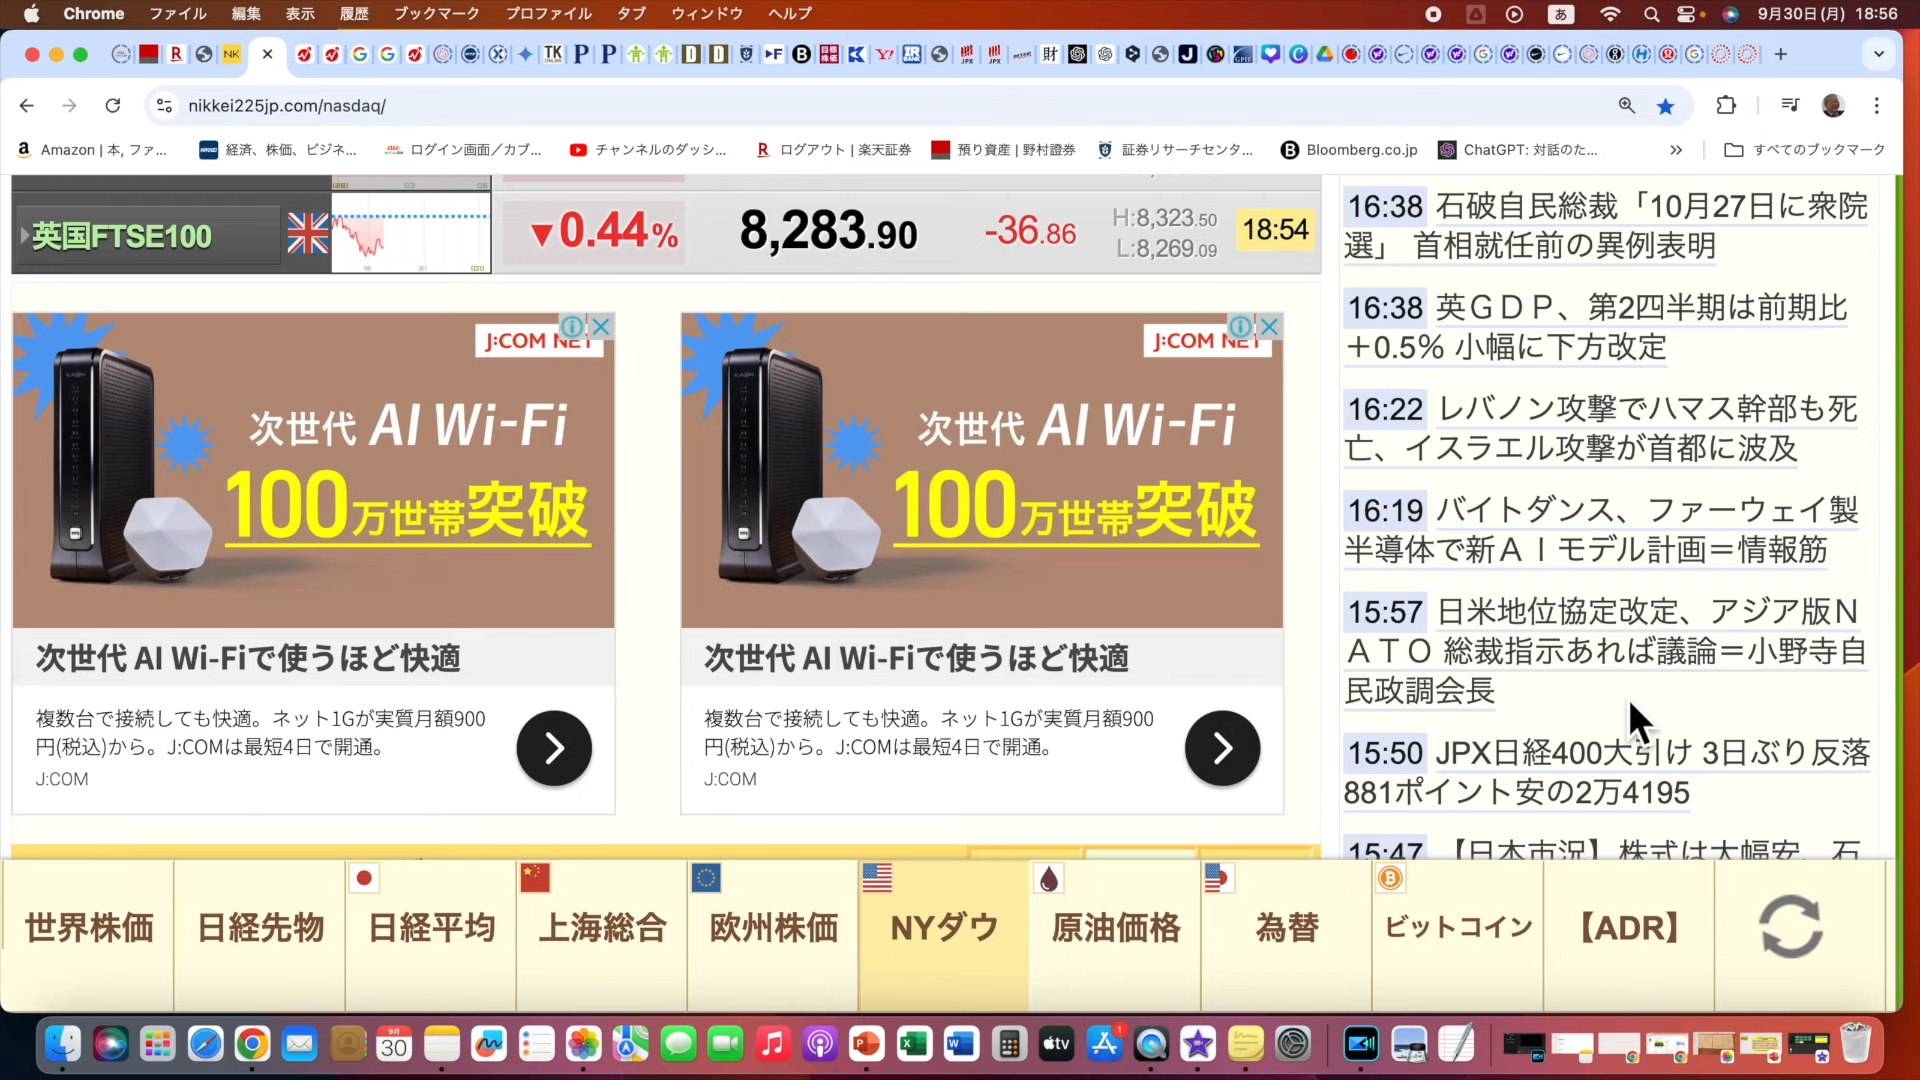 Chrome ファイル 編集 表示 履歴 ブックマーク プロファイル タブ ウィンドウ ヘルプ
あ
9月30日(月) 18:56
nikkei225jp.com/nasdaq/
Amazon | 本, ファ...
経済、株価、ビジネ...
ログイン画面／カブ...
チャンネルのダッシ...
ログアウト | 楽天証券
預り資産 | 野村證券
証券リサーチセンタ...
Bloomberg.co.jp
ChatGPT: 対話のた...
すべてのブックマーク
英国FTSE100
▼0.44%
8,283.90
-36.86
H:8,323.50
L:8,269.09
18:54
J:COM NET
次世代 AI Wi-Fi
100万世帯突破
次世代 AI Wi-Fiで使うほど快適
複数台で接続しても快適。ネット1Gが実質月額900
円(税込)から。J:COMは最短4日で開通。
J:COM
J:COM NET
次世代 AI Wi-Fi
100万世帯突破
次世代 AI Wi-Fiで使うほど快適
複数台で接続しても快適。ネット1Gが実質月額900
円(税込)から。J:COMは最短4日で開通。
J:COM
16:38 石破自民総裁「10月27日に衆院
選」 首相就任前の異例表明
16:38 英ＧＤＰ、第2四半期は前期比
＋0.5% 小幅に下方改定
16:22 レバノン攻撃でハマス幹部も死
亡、イスラエル攻撃が首都に波及
16:19 バイトダンス、ファーウェイ製
半導体で新ＡＩモデル計画＝情報筋
15:57 日米地位協定改定、アジア版Ｎ
ＡＴＯ 総裁指示あれば議論＝小野寺自
民政調会長
15:50 JPX日経400大引け 3日ぶり反落
881ポイント安の2万4195
15:47 【日本市況】株式は大幅安、石
世界株価
日経先物
日経平均
上海総合
欧州株価
NYダウ
原油価格
為替
ビットコイン
【ADR】
9月
30
tv
1